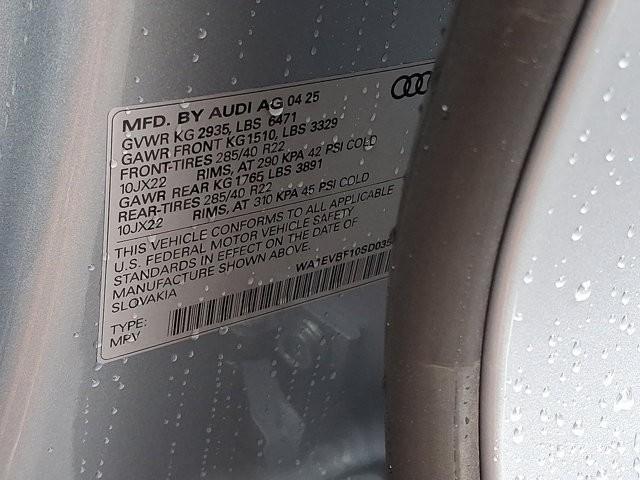 MFD. BY AUDI AG 04 25
GVWR KG 2935, LBS 6471
GAWR FRONT KG1510, LBS 3329
FRONT-TIRES 285/40 R22
10JX22 RIMS, AT 290 KPA 42 PSI COLD
GAWR REAR KG 1765 LBS 3891
REAR-TIRES 285/40 R22
10JX22 RIMS, AT 310 KPA 45 PSI COLD
THIS VEHICLE CONFORMS TO ALL APPLICABLE
U.S. FEDERAL MOTOR VEHICLE SAFETY
STANDARDS IN EFFECT ON THE DATE OF
MANUFACTURE SHOWN ABOVE.
SLOVAKIA WA1EVBF10SD035
TYPE:
MPV